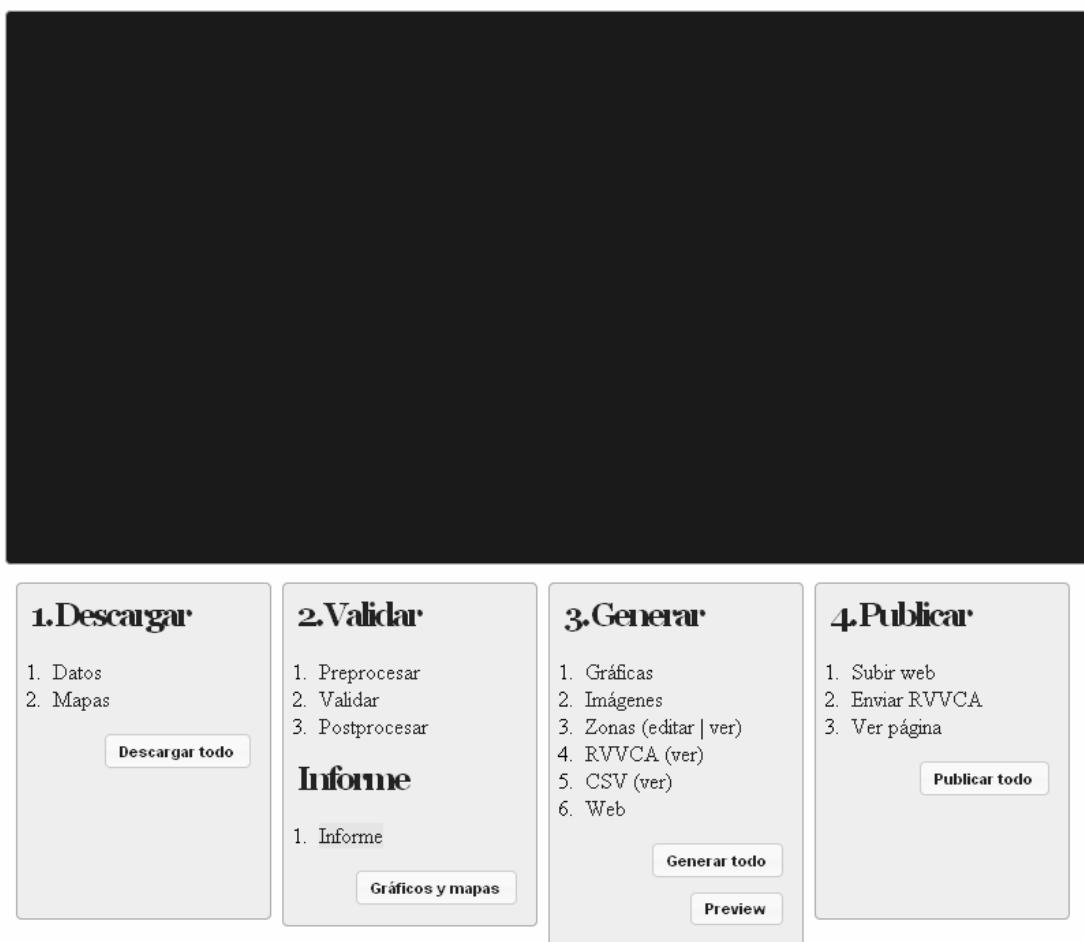 1.Descargar
1. Datos
2. Mapas
Descargar todo
2.Validar
1. Preprocesar
2. Validar
3. Postprocesar
Informe
1. Informe
Gráficos y mapas
3.Generar
1. Gráficas
2. Imágenes
3. Zonas (editar | ver)
4. RVVCA (ver)
5. CSV (ver)
6. Web
Generar todo
Preview
4.Publicar
1. Subir web
2. Enviar RVVCA
3. Ver página
Publicar todo